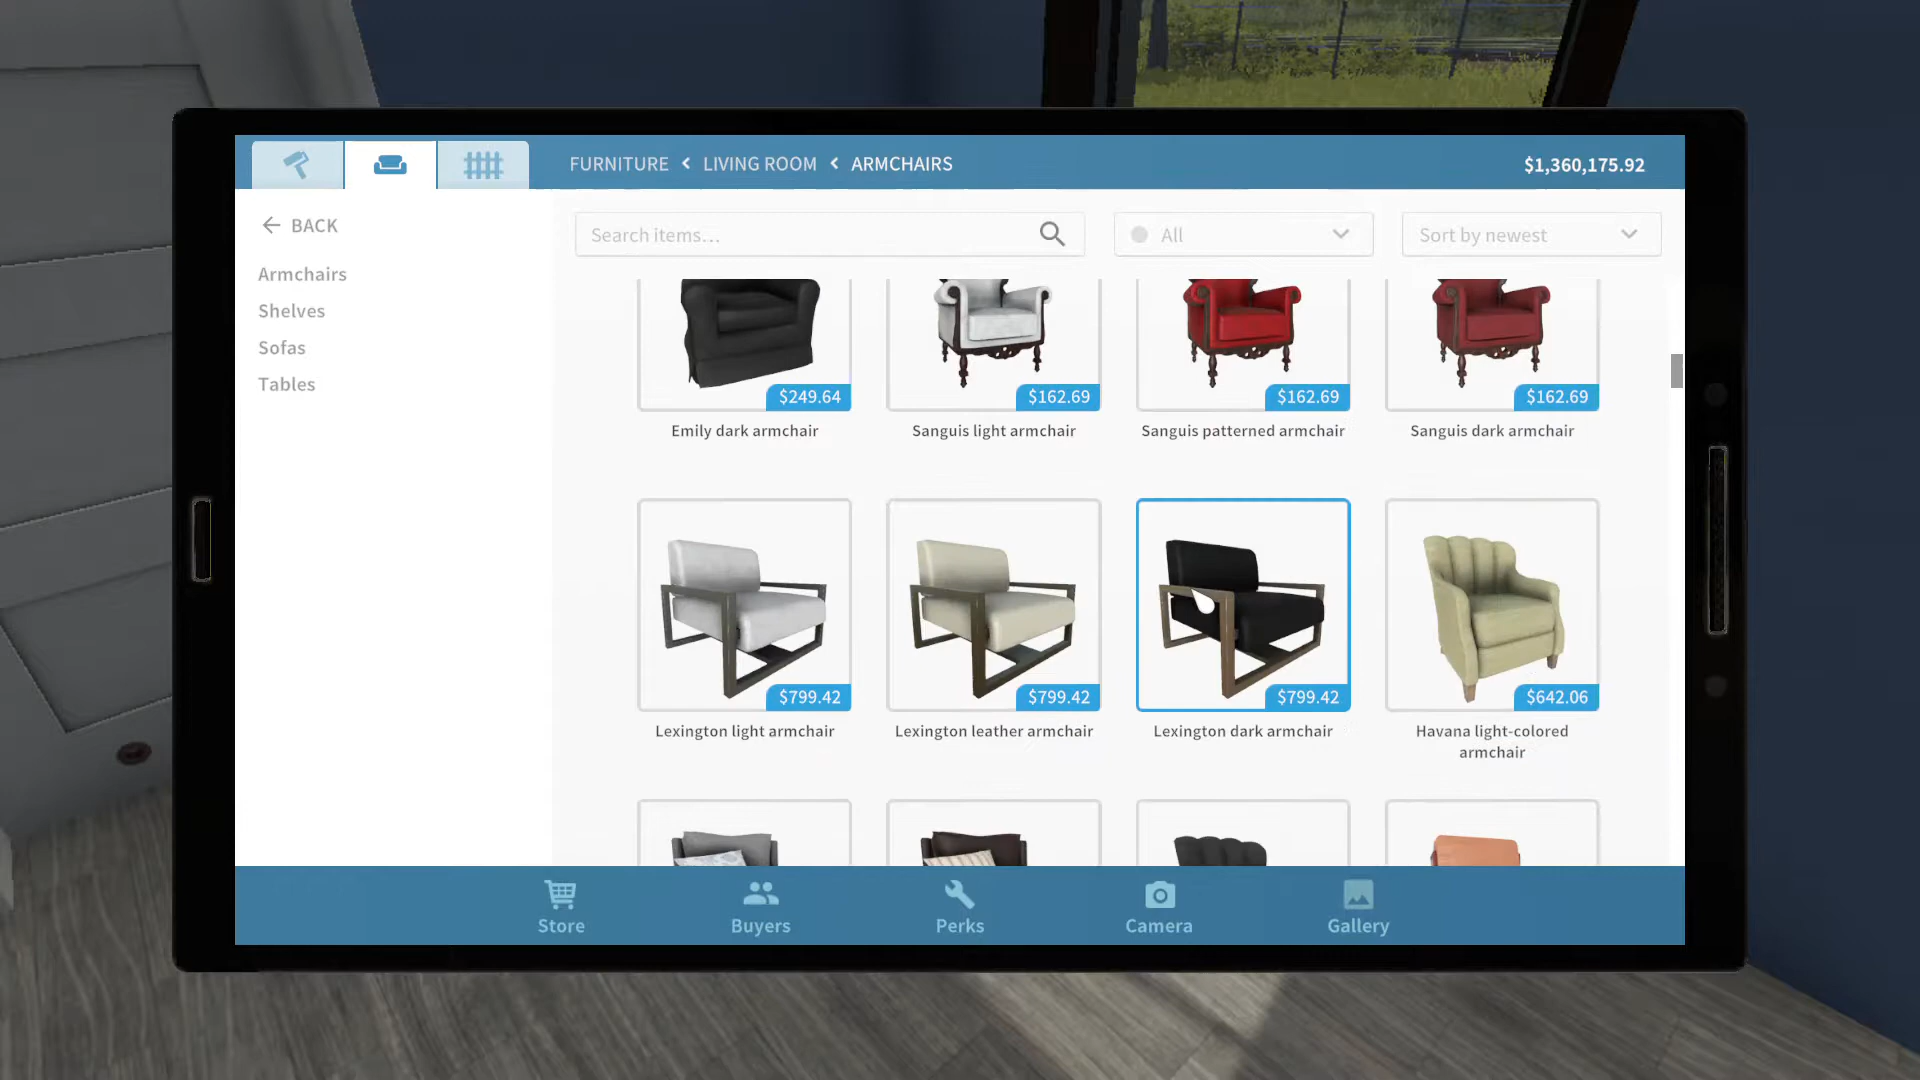 FURNITURE < LIVING ROOM < ARMCHAIRS
$1,360,175.92
BACK
Search items...
All
Sort by newest
Armchairs
Shelves
Sofas
Tables
$249.64
$162.69
$162.69
$162.69
Emily dark armchair
Sanguis light armchair
Sanguis patterned armchair
Sanguis dark armchair
$799.42
$799.42
$799.42
$642.06
Lexington light armchair
Lexington leather armchair
Lexington dark armchair
Havana light-colored
armchair
Store
Buyers
Perks
Camera
Gallery